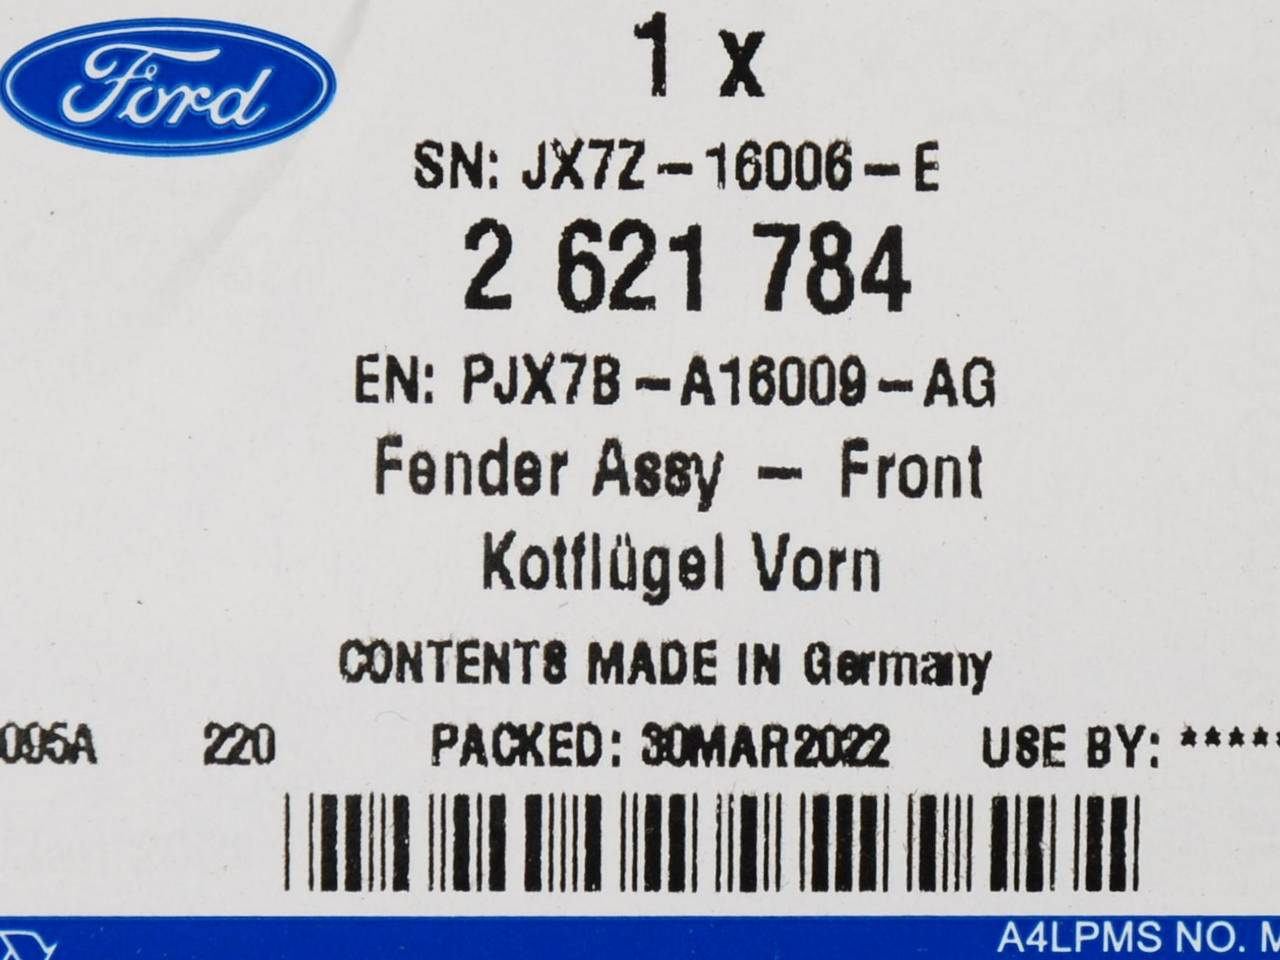 Ford
1 x
SN: JX7Z-16006-E
2 621 784
EN: PJX7B-A16009-AG
Fender Assy - Front
Kotflügel Vorn
CONTENTS MADE IN Germany
095A 220 PACKED: 30MAR2022 USE BY: *****
A4LPMS NO. M